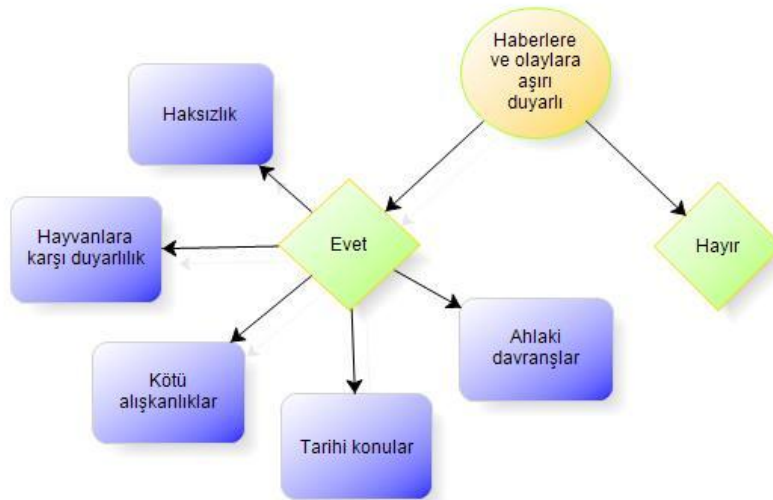 Haberlere
ve olaylara
aşırı
duyarlı
Haksızlık
Evet
Hayır
Hayvanlara
karşı duyarlılık
Ahlaki
davranşlar
Kötü
alışkanlıklar
Tarihi konular